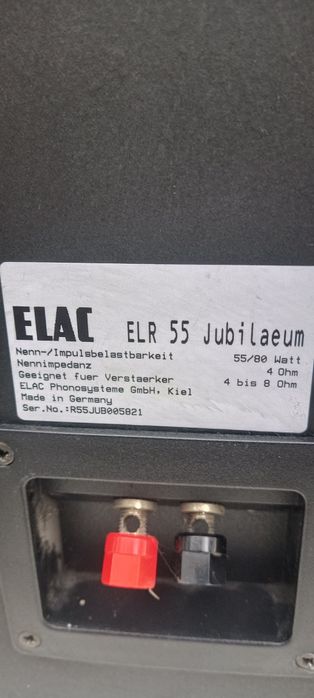 ELAC ELR 55 Jubilaeum
Nenn-/Impulsbelastbarkeit 55/80 Watt
Nennimpedanz 4 Ohm
Geeignet fuer Verstaerker 4 bis 8 Ohm
ELAC Phonosysteme GmbH, Kiel
Made in Germany
Ser.No.:R55JUB005821